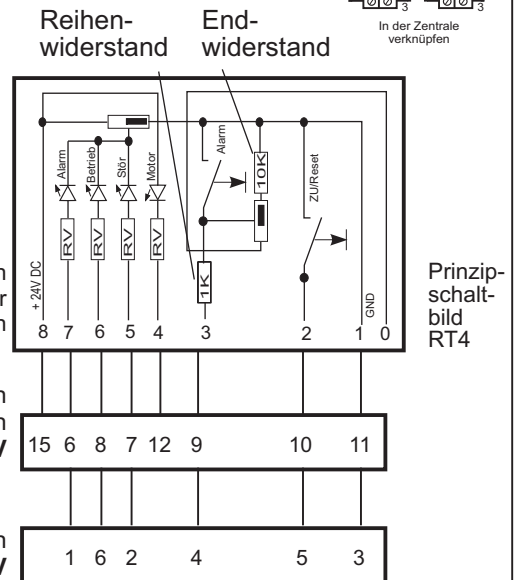 3 3
In der Zentrale
verknüpfen
Reihen-
widerstand
End-
widerstand
Alarm
Betrieb
Stör
Motor
Alarm
10K
ZU/Reset
RV RV RV RV
1K
+ 24V DC
GND
8 7 6 5 4 3 2 1 0
Prinzip-
schalt-
bild
RT4
n
r
n
n
n
V
15 6 8 7 12 9 10 11
n
V
1 6 2 4 5 3